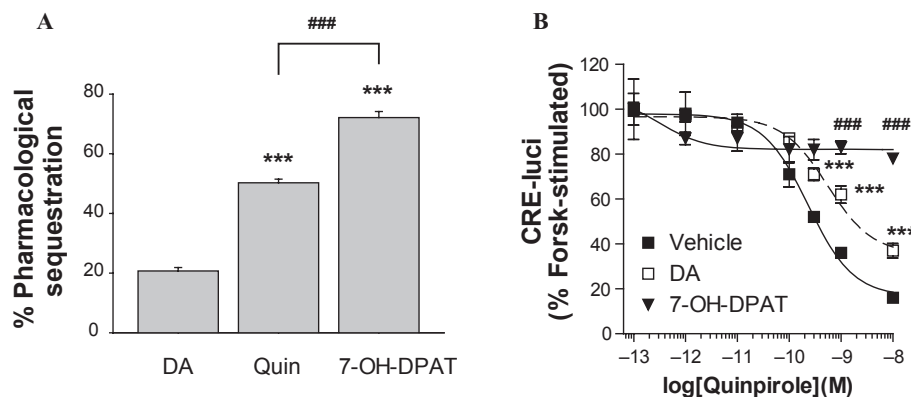 A
###
***
***
% Pharmacological
sequestration
80
60
40
20
0
DA
Quin
7-OH-DPAT
B
CRE-luci
(% Forsk-stimulated)
120
100
80
60
40
20
0
###
###
***
***
***
Vehicle
DA
7-OH-DPAT
–13
–12
–11
–10
–9
–8
log[Quinpirole](M)